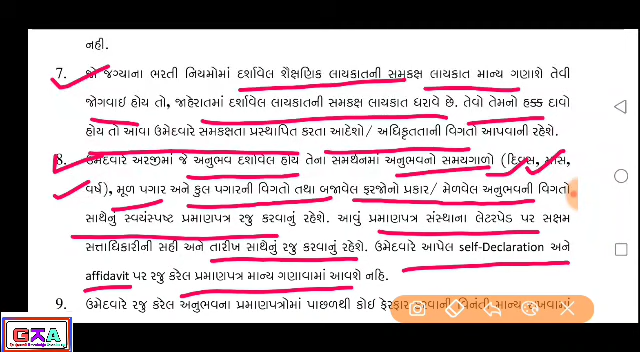 નહી.
7. જો જગ્યાના ભરતી નિયમોમાં દર્શાવેલ શૈક્ષણિક લાયકાતની સમકક્ષ લાયકાત માન્ય ગણાશે તેવી
જોગવાઈ હોય તો, જાહેરાતમાં દર્શાવેલ લાયકાતની સમકક્ષ લાયકાત ધરાવે છે. તેવો તેમનો હક્ક દાવો
હોય તો આવા ઉમેદવારે સમકક્ષતા પ્રસ્થાપિત કરતા આદેશો/ અધિકૃતતાની વિગતો આપવાની રહેશે.
8. ઉમેદવારે અરજીમાં જે અનુભવ દર્શાવેલ હોય તેના સમર્થનમાં અનુભવનો સમયગાળો (દિવસ, માસ,
વર્ષ), મૂળ પગાર અને કુલ પગારની વિગતો તથા બજાવેલ ફરજોનો પ્રકાર/ મેળવેલ અનુભવની વિગતો
સાથેનું સ્વયંસ્પષ્ટ પ્રમાણપત્ર રજુ કરવાનું રહેશે. આવું પ્રમાણપત્ર સંસ્થાના લેટરપેડ પર સક્ષમ
સત્તાધિકારીની સહી અને તારીખ સાથેનું રજુ કરવાનું રહેશે. ઉમેદવારે આપેલ self-Declaration અને
affidavit પર રજુ કરેલ પ્રમાણપત્ર માન્ય ગણાવામાં આવશે નહિ.
9. ઉમેદવારે રજુ કરેલ અનુભવના પ્રમાણપત્રોમાં પાછળથી કોઈ ફેરફાર કરવાની વિનંતી માન્ય રાખવામાં
GKA